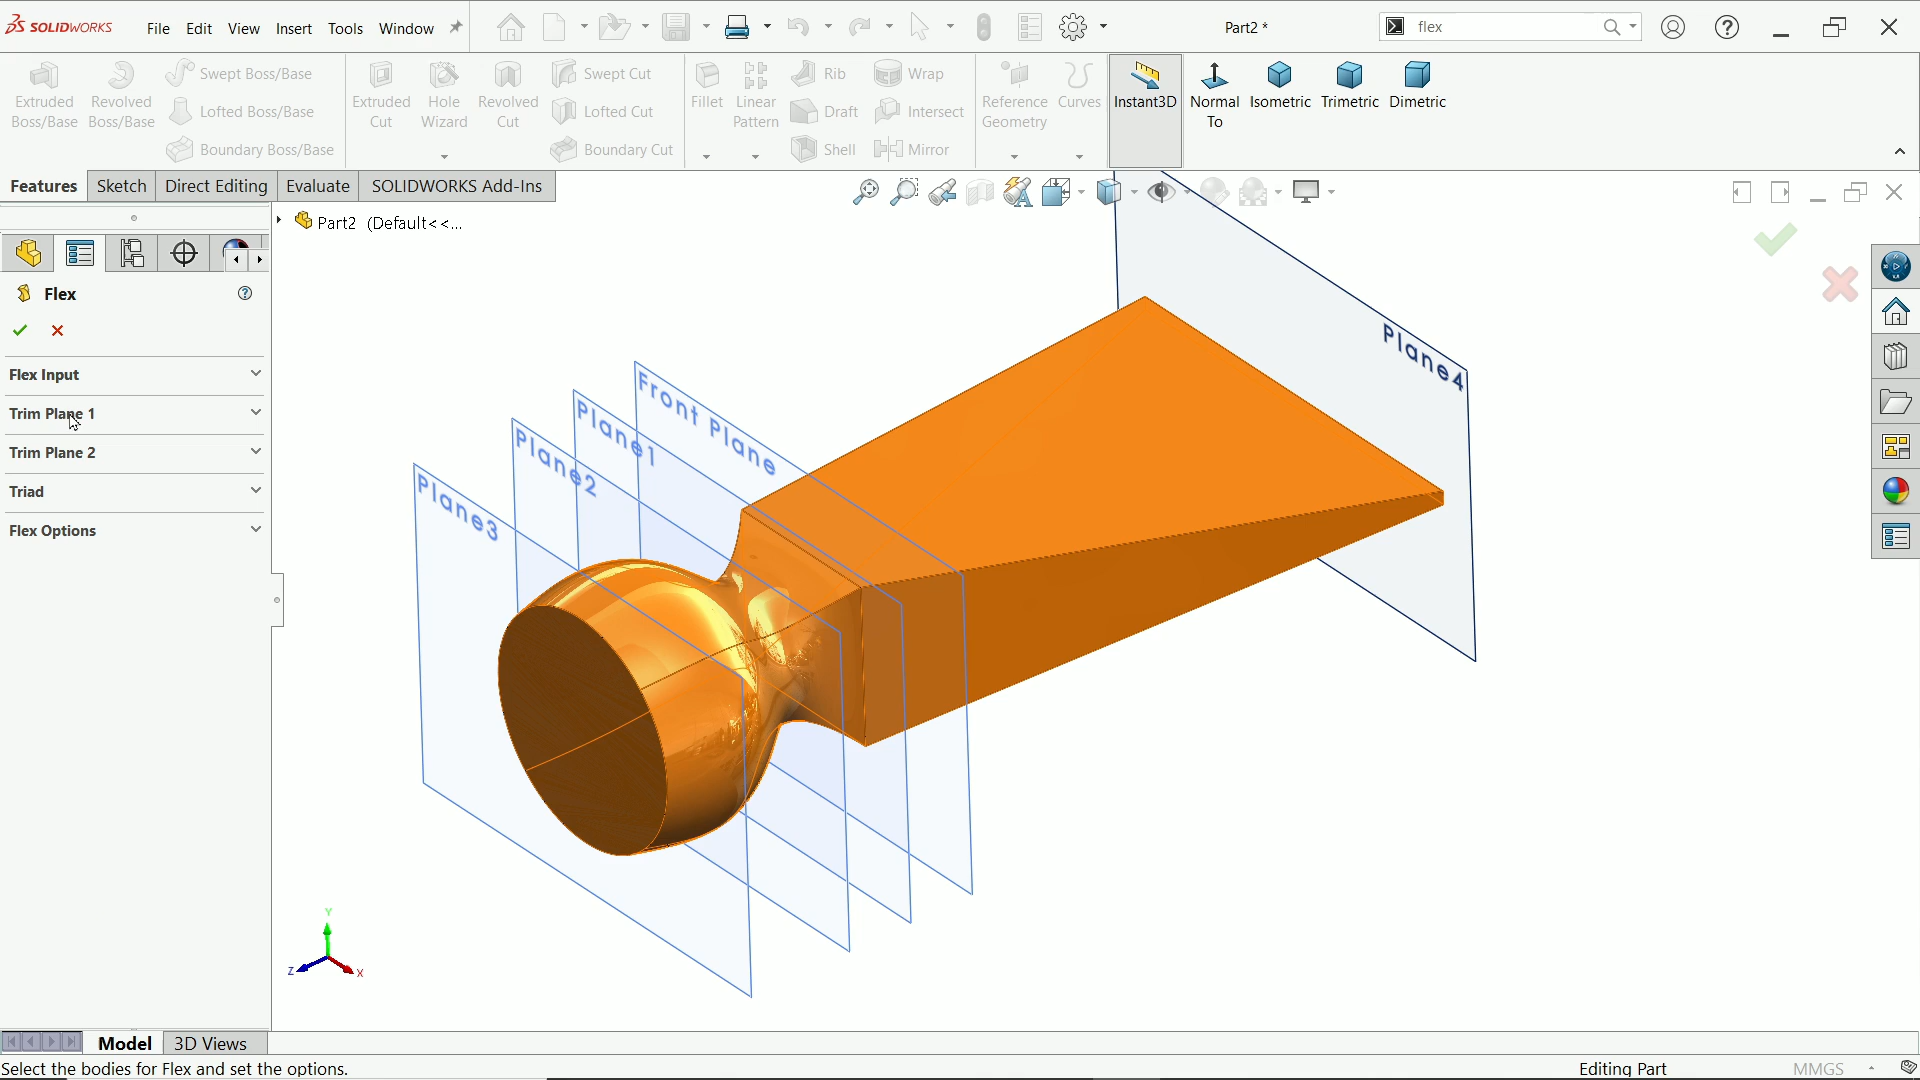 SOLIDWORKS File Edit View Insert Tools Window Part2 * flex
Extruded Boss/Base
Revolved Boss/Base
Swept Boss/Base
Lofted Boss/Base
Boundary Boss/Base
Extruded Cut
Hole Wizard
Revolved Cut
Swept Cut
Lofted Cut
Boundary Cut
Fillet
Linear Pattern
Rib
Draft
Shell
Wrap
Intersect
Mirror
Reference Geometry
Curves
Instant3D
Normal To
Isometric
Trimetric
Dimetric
Features Sketch Direct Editing Evaluate SOLIDWORKS Add-Ins
Part2 (Default<<...
Flex
Flex Input
Trim Plane 1
Trim Plane 2
Triad
Flex Options
Plane4
Front Plane
Plane1
Plane2
Plane3
Y
Z
X
Model 3D Views
Select the bodies for Flex and set the options. Editing Part MMGS